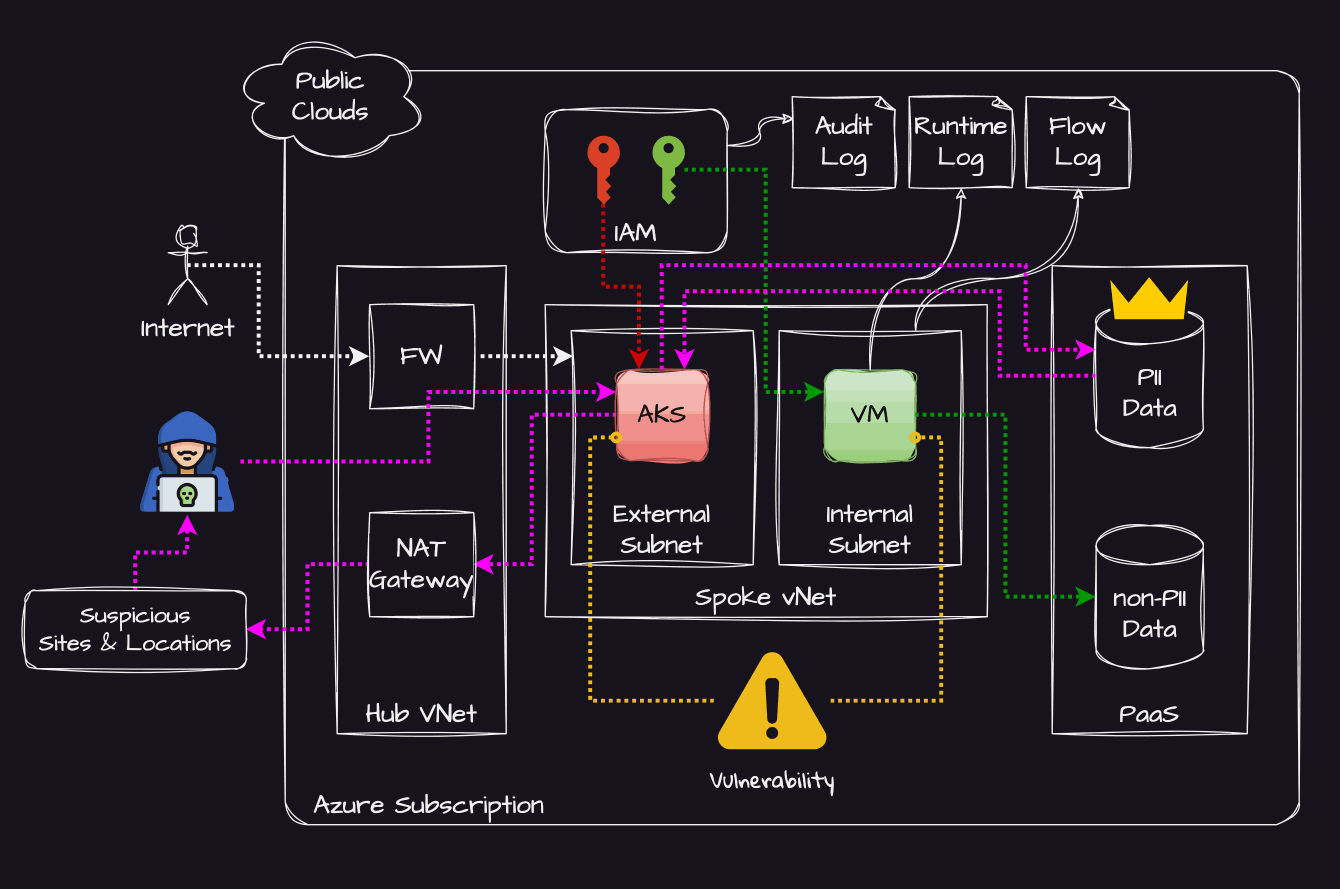 Public
Clouds
Audit
Log
Runtime
Log
Flow
Log
IAM
Internet
FW
PII
Data
AKS
VM
External
Subnet
Internal
Subnet
NAT
Gateway
Spoke vNet
non-PII
Data
Suspicious
Sites & Locations
Hub VNet
PaaS
Vulnerability
Azure Subscription